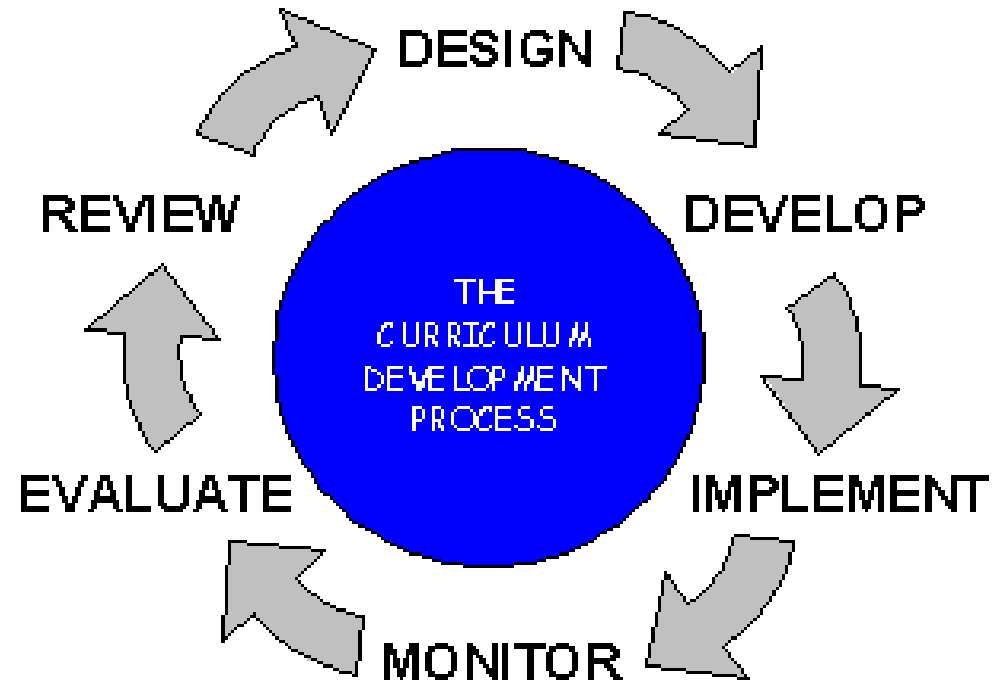 DESIGN
REVIEW
DEVELOP
THE
CURRICULUM
DEVELOPMENT
PROCESS
EVALUATE
IMPLEMENT
MONITOR